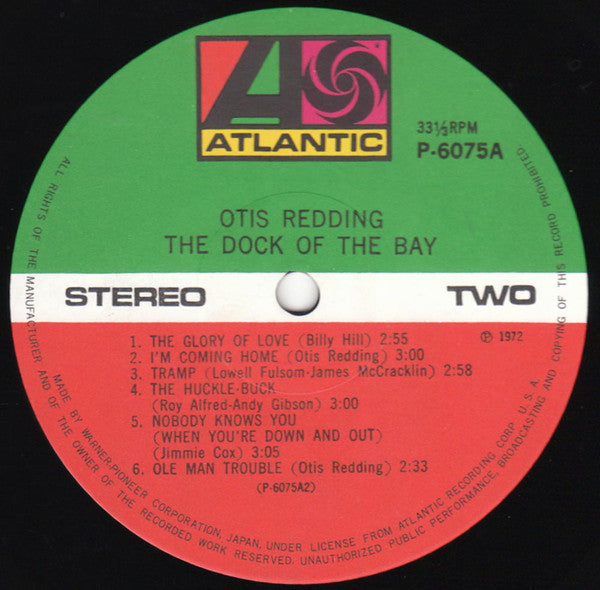 ATLANTIC
33⅓RPM
P-6075A
OTIS REDDING
THE DOCK OF THE BAY
STEREO
TWO
1. THE GLORY OF LOVE (Billy Hill) 2:55
℗ 1972
2. I'M COMING HOME (Otis Redding) 3:00
3. TRAMP (Lowell Fulsom-James McCracklin) 2:58
4. THE HUCKLE-BUCK
(Roy Alfred-Andy Gibson) 3:00
5. NOBODY KNOWS YOU
(WHEN YOU'RE DOWN AND OUT)
(Jimmie Cox) 3:05
6. OLE MAN TROUBLE (Otis Redding) 2:33
(P-6075A2)
MADE BY WARNER-PIONEER CORPORATION, JAPAN, UNDER LICENSE FROM ATLANTIC RECORDING CORP. U.S.A.
ALL RIGHTS OF THE MANUFACTURER AND OF THE OWNER OF THE RECORDED WORK RESERVED. UNAUTHORIZED PUBLIC PERFORMANCE, BROADCASTING AND COPYING OF THIS RECORD PROHIBITED